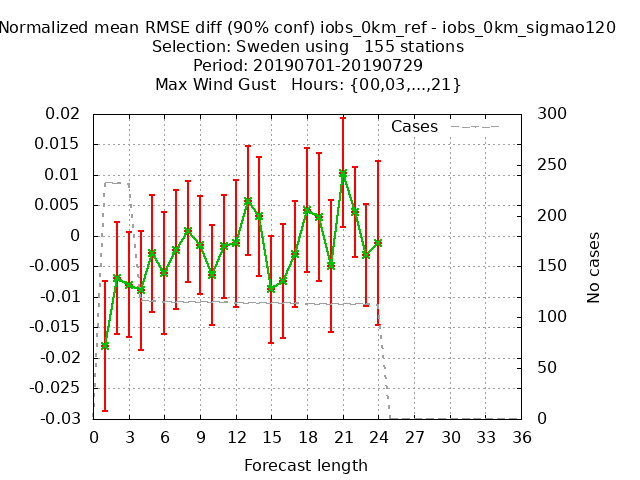 Normalized mean RMSE diff (90% conf) iobs_0km_ref - iobs_0km_sigmao120
Selection: Sweden using   155 stations
Period: 20190701-20190729
Max Wind Gust   Hours: {00,03,...,21}
Cases
0.02
0.015
0.01
0.005
0
-0.005
-0.01
-0.015
-0.02
-0.025
-0.03
300
250
200
150
100
50
0
No cases
0 3 6 9 12 15 18 21 24 27 30 33 36
Forecast length